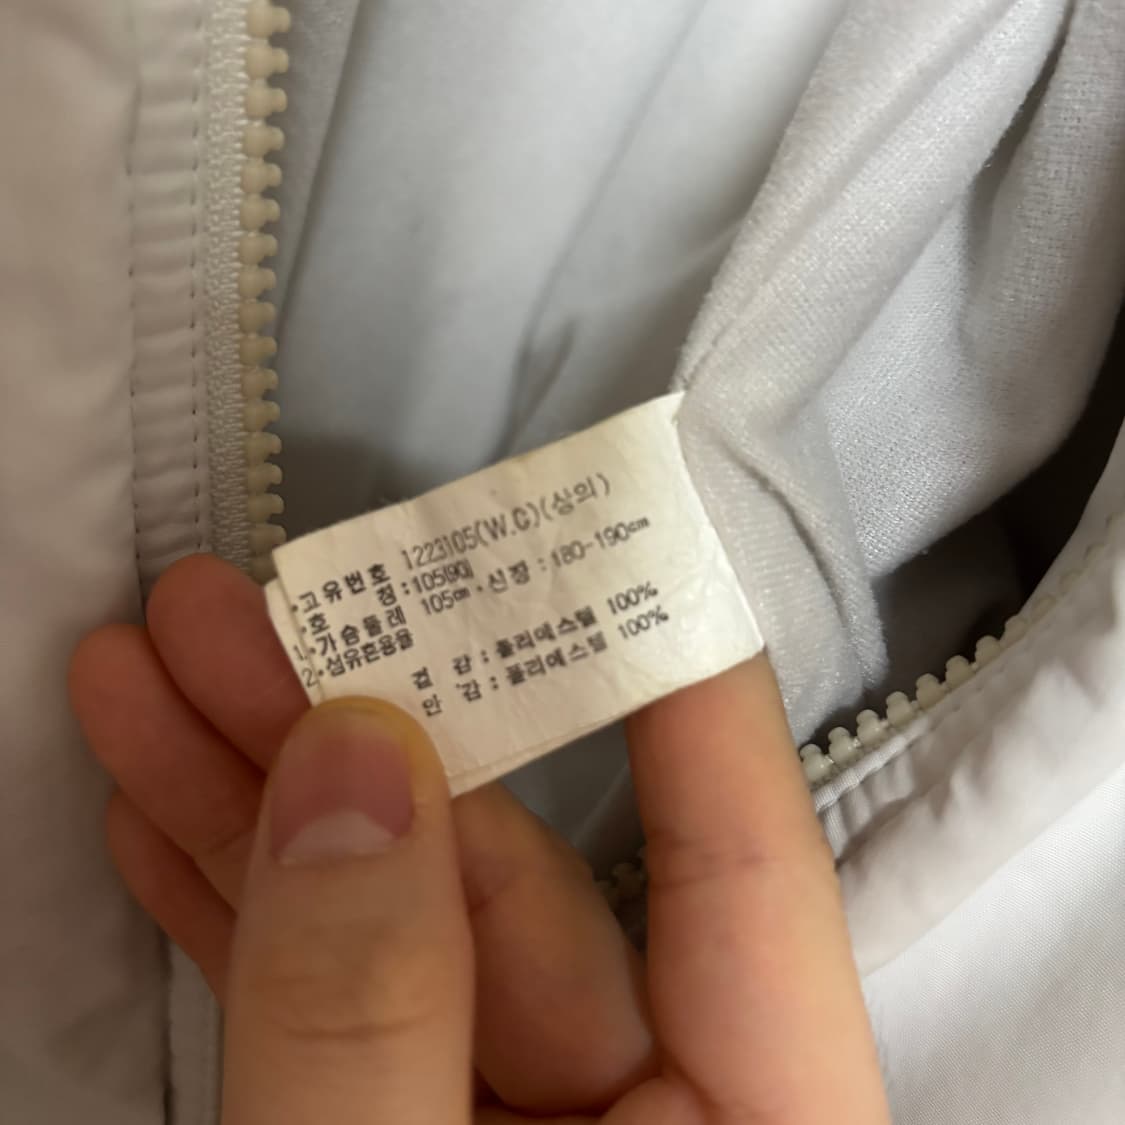 •고유번호 1223105(W.C)(상의)
•호 칭:105(90)
1.•가슴둘레 105cm • 신장 : 180-190cm
2.•섬유혼용율
겉 감 : 폴리에스텔 100%
안 감 : 폴리에스텔 100%